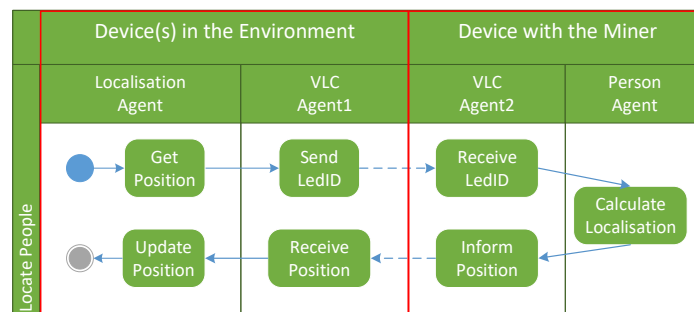 Device(s) in the Environment
Device with the Miner
Localisation
Agent
VLC
Agent1
VLC
Agent2
Person
Agent
Locate People
Get
Position
Send
LedID
Receive
LedID
Calculate
Localisation
Update
Position
Receive
Position
Inform
Position